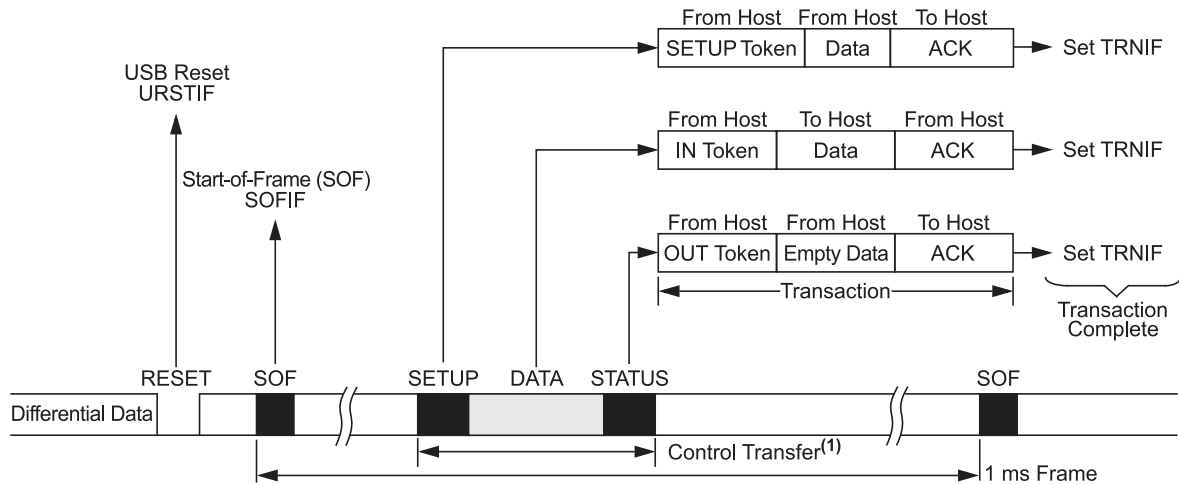 From Host From Host To Host
SETUP Token Data ACK Set TRNIF
USB Reset
URSTIF
From Host To Host From Host
IN Token Data ACK Set TRNIF
Start-of-Frame (SOF)
SOFIF
From Host From Host To Host
OUT Token Empty Data ACK Set TRNIF
Transaction
Transaction
Complete
RESET SOF SETUP DATA STATUS SOF
Differential Data
Control Transfer(1)
1 ms Frame